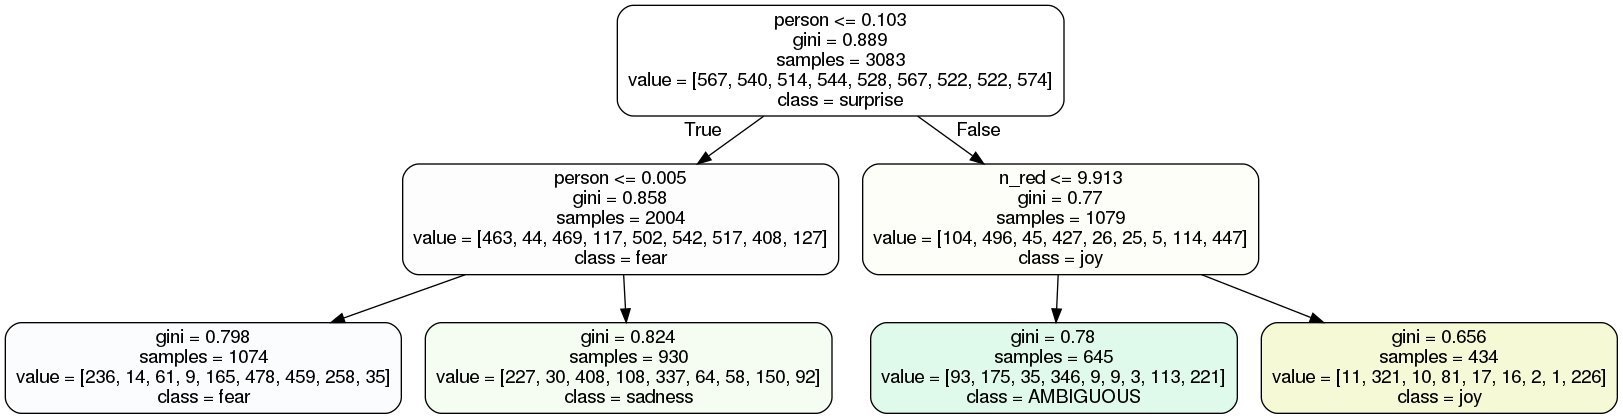 person <= 0.103
gini = 0.889
samples = 3083
value = [567, 540, 514, 544, 528, 567, 522, 522, 574]
class = surprise
True
False
person <= 0.005
gini = 0.858
samples = 2004
value = [463, 44, 469, 117, 502, 542, 517, 408, 127]
class = fear
n_red <= 9.913
gini = 0.77
samples = 1079
value = [104, 496, 45, 427, 26, 25, 5, 114, 447]
class = joy
gini = 0.798
samples = 1074
value = [236, 14, 61, 9, 165, 478, 459, 258, 35]
class = fear
gini = 0.824
samples = 930
value = [227, 30, 408, 108, 337, 64, 58, 150, 92]
class = sadness
gini = 0.78
samples = 645
value = [93, 175, 35, 346, 9, 9, 3, 113, 221]
class = AMBIGUOUS
gini = 0.656
samples = 434
value = [11, 321, 10, 81, 17, 16, 2, 1, 226]
class = joy